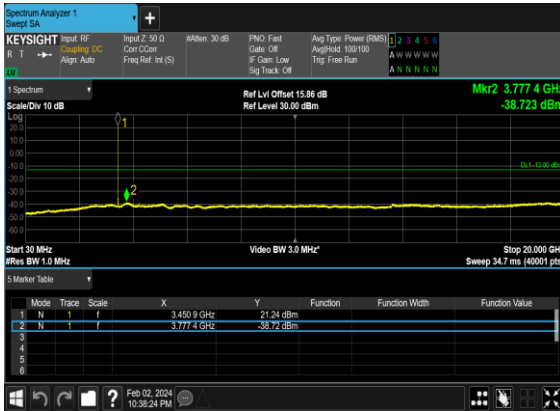 Spectrum Analyzer 1
Swept SA
+
KEYSIGHT
R T
Input: RF
Coupling: DC
Align: Auto
Input Z: 50 Ω
Corr CCorr
Freq Ref: Int (S)
#Atten: 30 dB
PNO: Fast
Gate: Off
IF Gain: Low
Sig Track: Off
Avg Type: Power (RMS)
Avg|Hold: 100/100
Trig: Free Run
1 2 3 4 5 6
A W W W W W
A N N N N N
1 Spectrum
Scale/Div 10 dB
Ref Lvl Offset 15.86 dB
Ref Level 30.00 dBm
Mkr2 3.777 4 GHz
-38.723 dBm
Log
20.0
10.0
0.00
-10.0
-20.0
-30.0
-40.0
-50.0
-60.0
1
2
DL1 -13.00 dBm
Start 30 MHz
#Res BW 1.0 MHz
Video BW 3.0 MHz*
Stop 20.000 GHz
Sweep 34.7 ms (40001 pts)
5 Marker Table
Mode Trace Scale X Y Function Function Width Function Value
1 N 1 f 3.450 9 GHz 21.24 dBm
2 N 1 f 3.777 4 GHz -38.72 dBm
3
4
5
6
?
Feb 02, 2024
10:38:24 PM